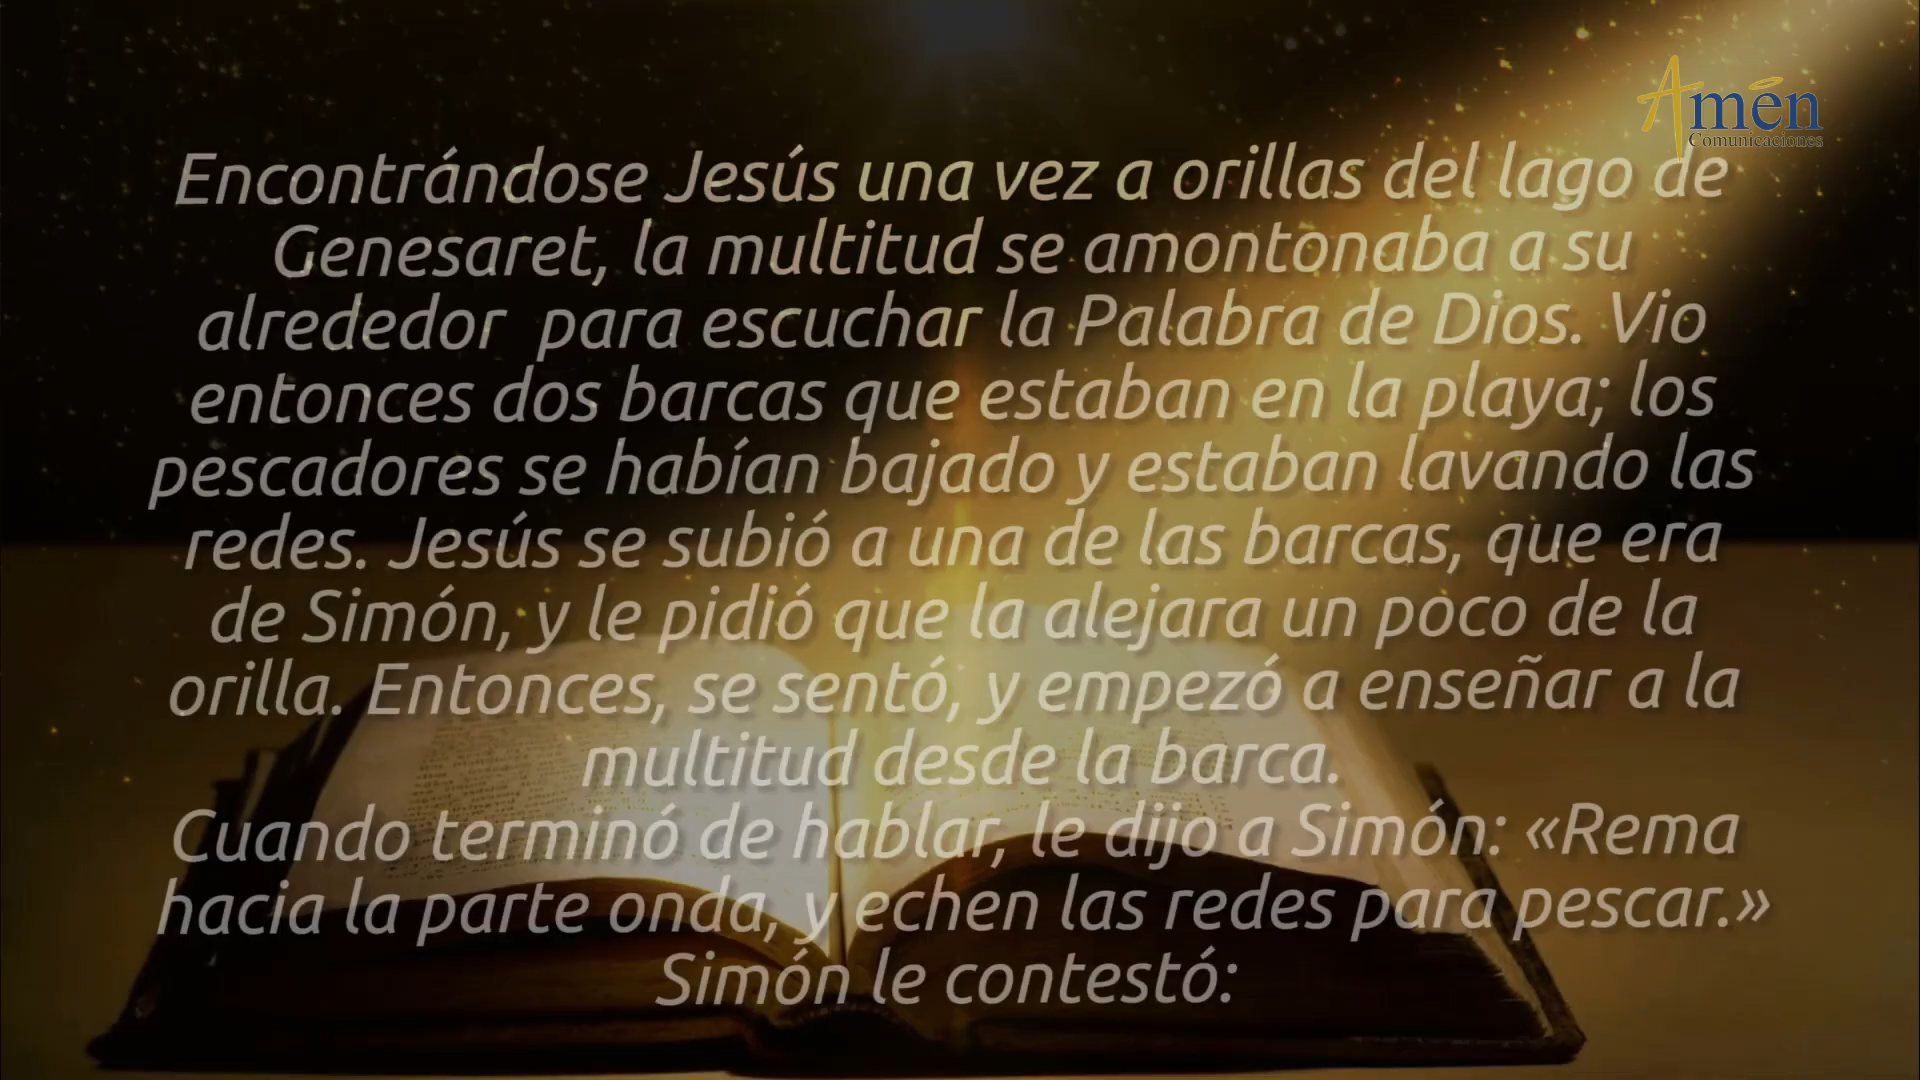 Amén
Comunicaciones
Encontrándose Jesús una vez a orillas del lago de
Genesaret, la multitud se amontonaba a su
alrededor para escuchar la Palabra de Dios. Vio
entonces dos barcas que estaban en la playa; los
pescadores se habían bajado y estaban lavando las
redes. Jesús se subió a una de las barcas, que era
de Simón, y le pidió que la alejara un poco de la
orilla. Entonces, se sentó, y empezó a enseñar a la
multitud desde la barca.
Cuando terminó de hablar, le dijo a Simón: «Rema
hacia la parte onda, y echen las redes para pescar.»
Simón le contestó: